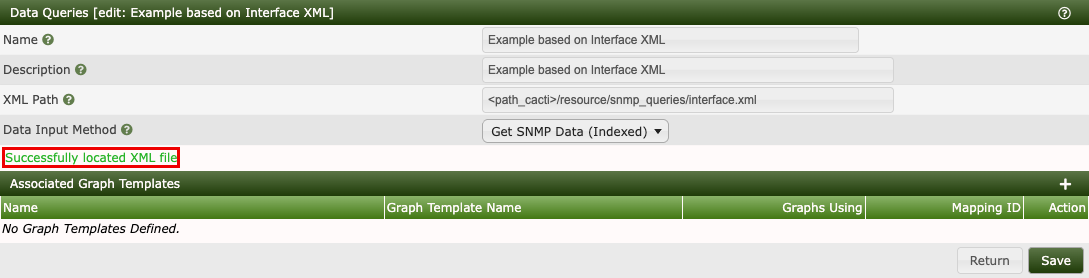 Data Queries [edit: Example based on Interface XML]
Name Example based on Interface XML
Description Example based on Interface XML
XML Path <path_cacti>/resource/snmp_queries/interface.xml
Data Input Method Get SNMP Data (Indexed)
Successfully located XML file
Associated Graph Templates
Name Graph Template Name Graphs Using Mapping ID Action
No Graph Templates Defined.
Return Save